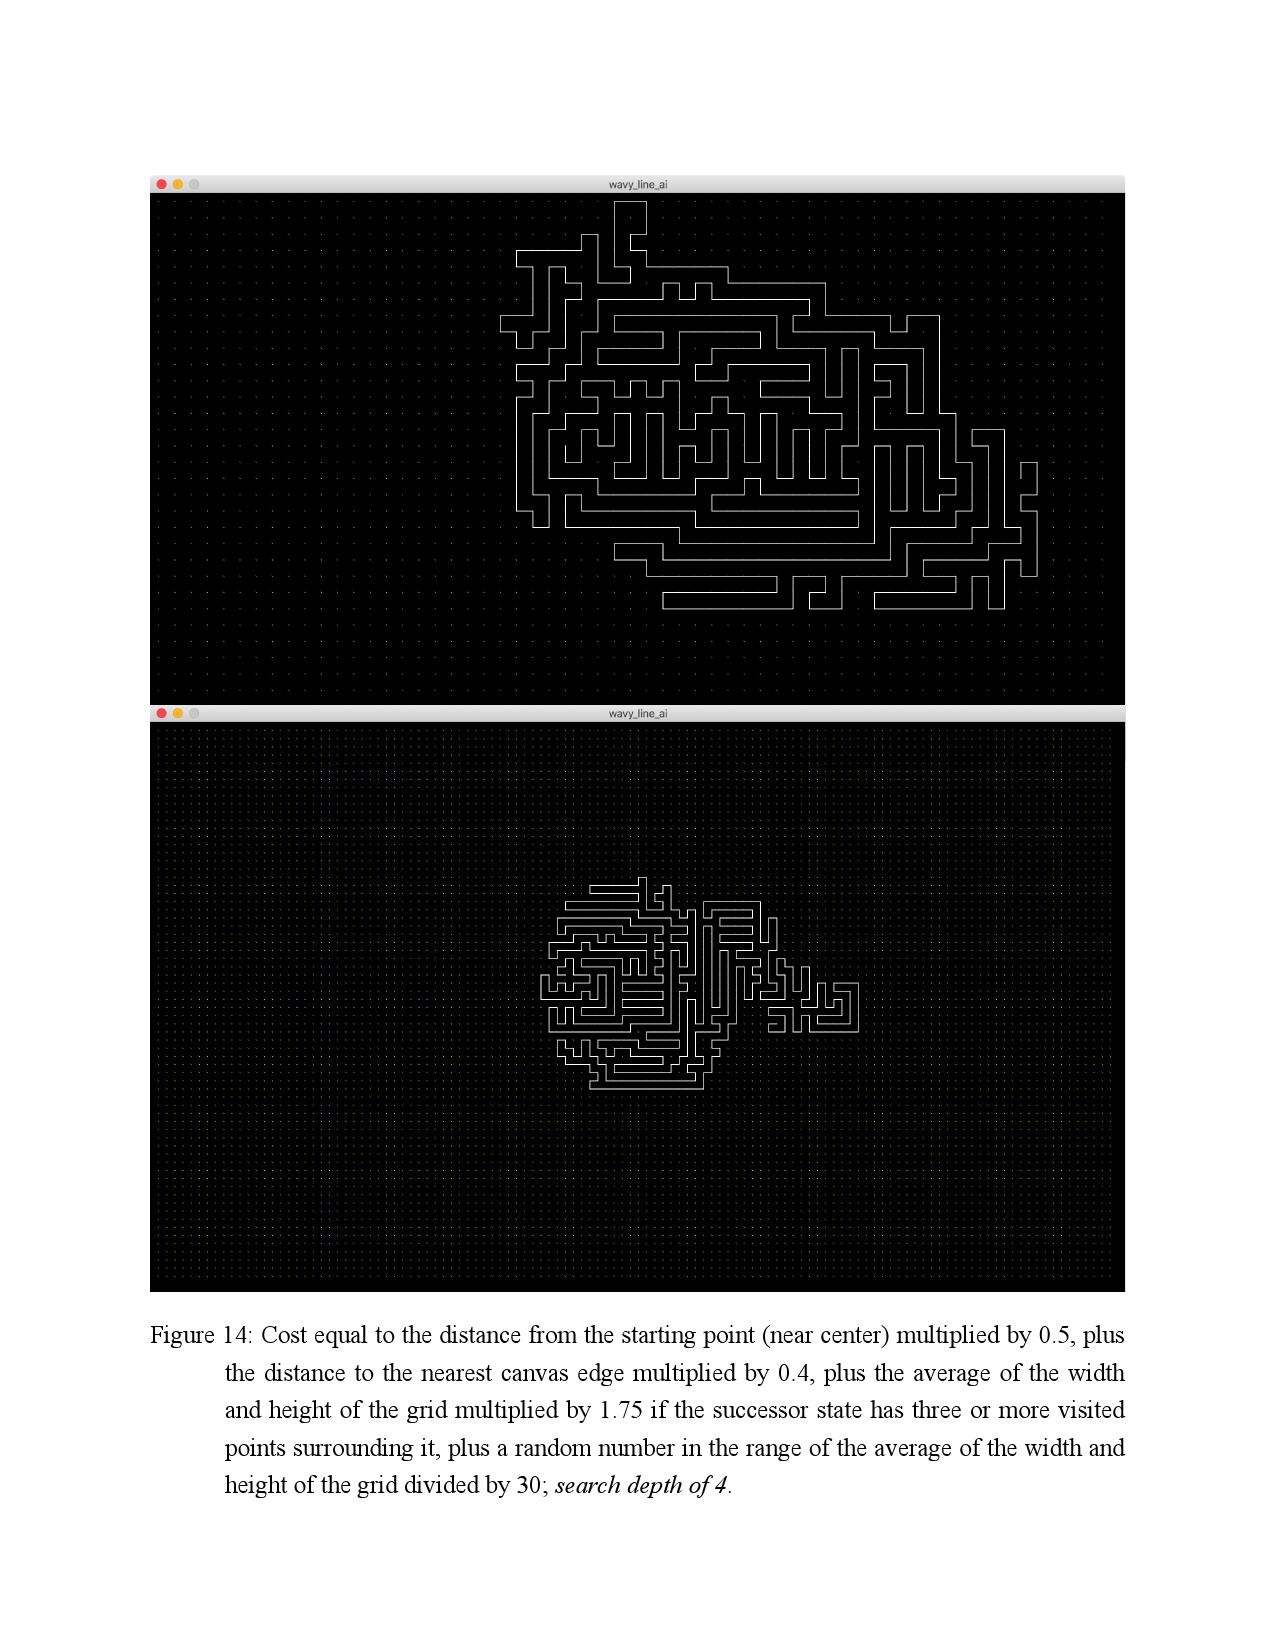 wavy_line_ai
wavy_line_ai
Figure 14: Cost equal to the distance from the starting point (near center) multiplied by 0.5, plus
the distance to the nearest canvas edge multiplied by 0.4, plus the average of the width
and height of the grid multiplied by 1.75 if the successor state has three or more visited
points surrounding it, plus a random number in the range of the average of the width and
height of the grid divided by 30; search depth of 4.